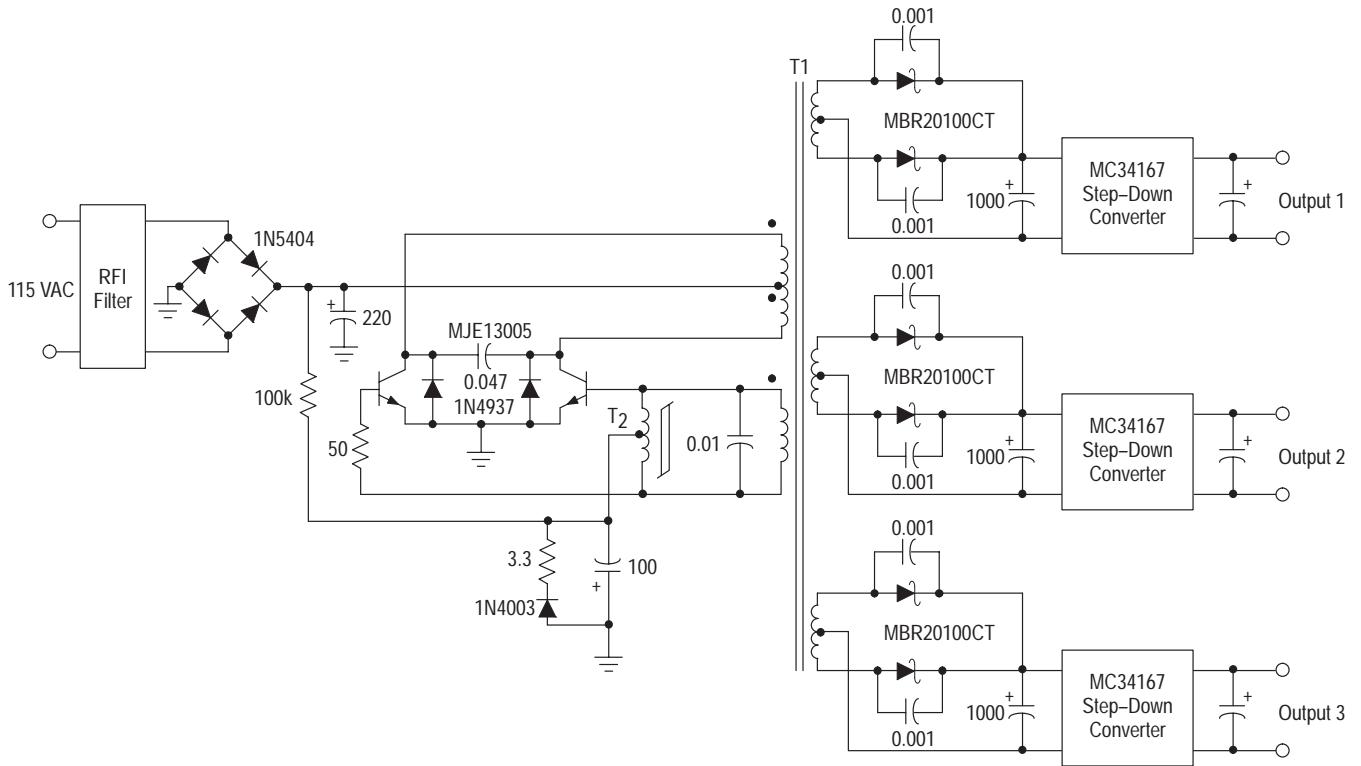 0.001
T1
MBR20100CT
0.001
1000
+
MC34167
Step–Down
Converter
+
Output 1
115 VAC
RFI
Filter
1N5404
+
220
100k
MJE13005
0.047
1N4937
50
T2
0.01
3.3
1N4003
100
+
0.001
MBR20100CT
0.001
1000
+
MC34167
Step–Down
Converter
+
Output 2
0.001
MBR20100CT
0.001
1000
+
MC34167
Step–Down
Converter
+
Output 3